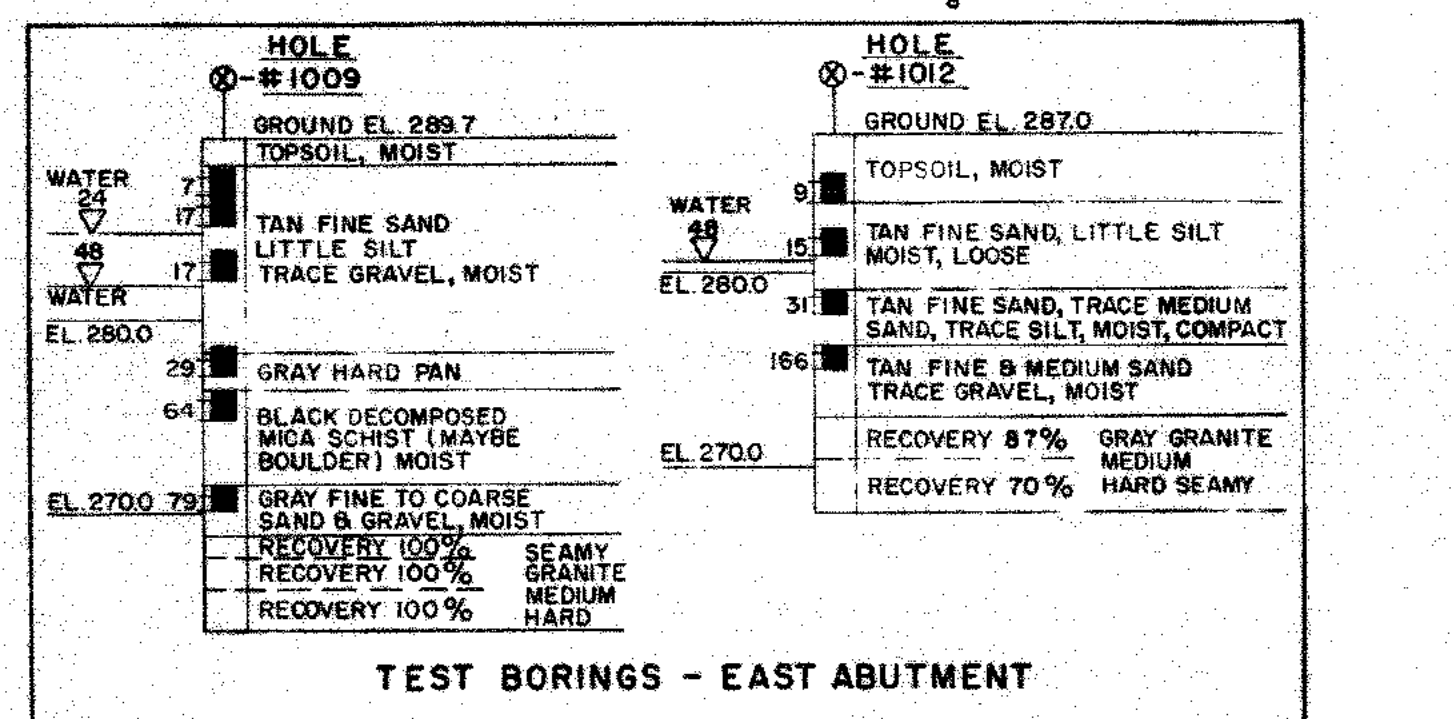 HOLE
#1009
GROUND EL. 289.7
TOPSOIL, MOIST
WATER
24
7
17
TAN FINE SAND
LITTLE SILT
TRACE GRAVEL, MOIST
48
17
WATER
EL. 280.0
29
GRAY HARD PAN
64
BLACK DECOMPOSED
MICA SCHIST (MAYBE
BOULDER) MOIST
EL. 270.0 79
GRAY FINE TO COARSE
SAND & GRAVEL, MOIST
RECOVERY 100%
RECOVERY 100%
RECOVERY 100%
SEAMY
GRANITE
MEDIUM
HARD
HOLE
#1012
GROUND EL. 287.0
TOPSOIL, MOIST
9
WATER
48
15
TAN FINE SAND, LITTLE SILT
MOIST, LOOSE
EL. 280.0
31
TAN FINE SAND, TRACE MEDIUM
SAND, TRACE SILT, MOIST, COMPACT
166
TAN FINE & MEDIUM SAND
TRACE GRAVEL, MOIST
EL. 270.0
RECOVERY 87%
RECOVERY 70%
GRAY GRANITE
MEDIUM
HARD SEAMY
TEST BORINGS - EAST ABUTMENT